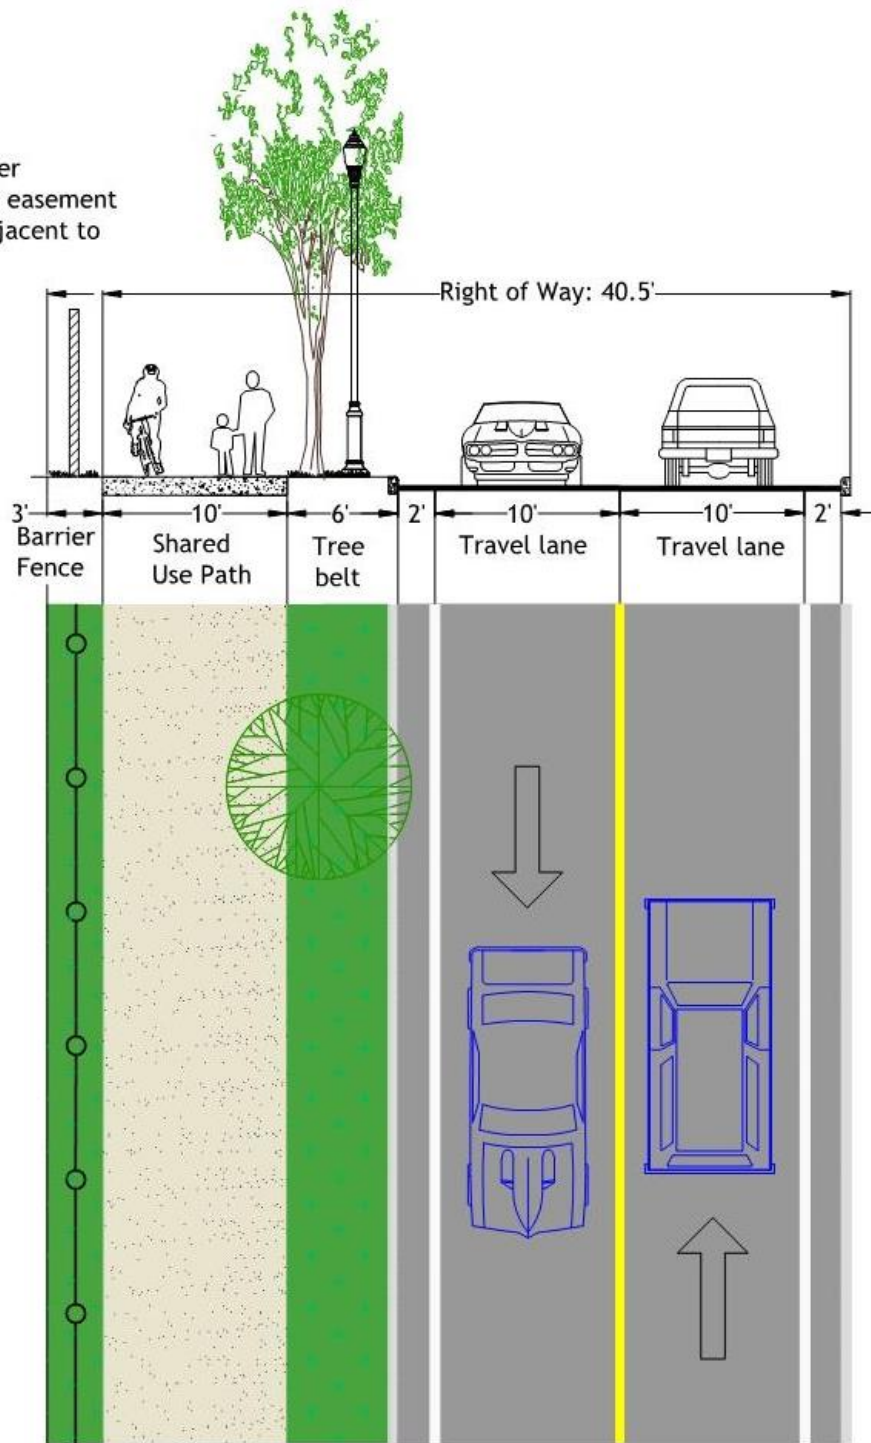 easement
jacent to
Right of Way: 40.5'
3' 10' 6' 2' 10' 10' 2'
Barrier
Fence
Shared
Use Path
Tree
belt
Travel lane
Travel lane